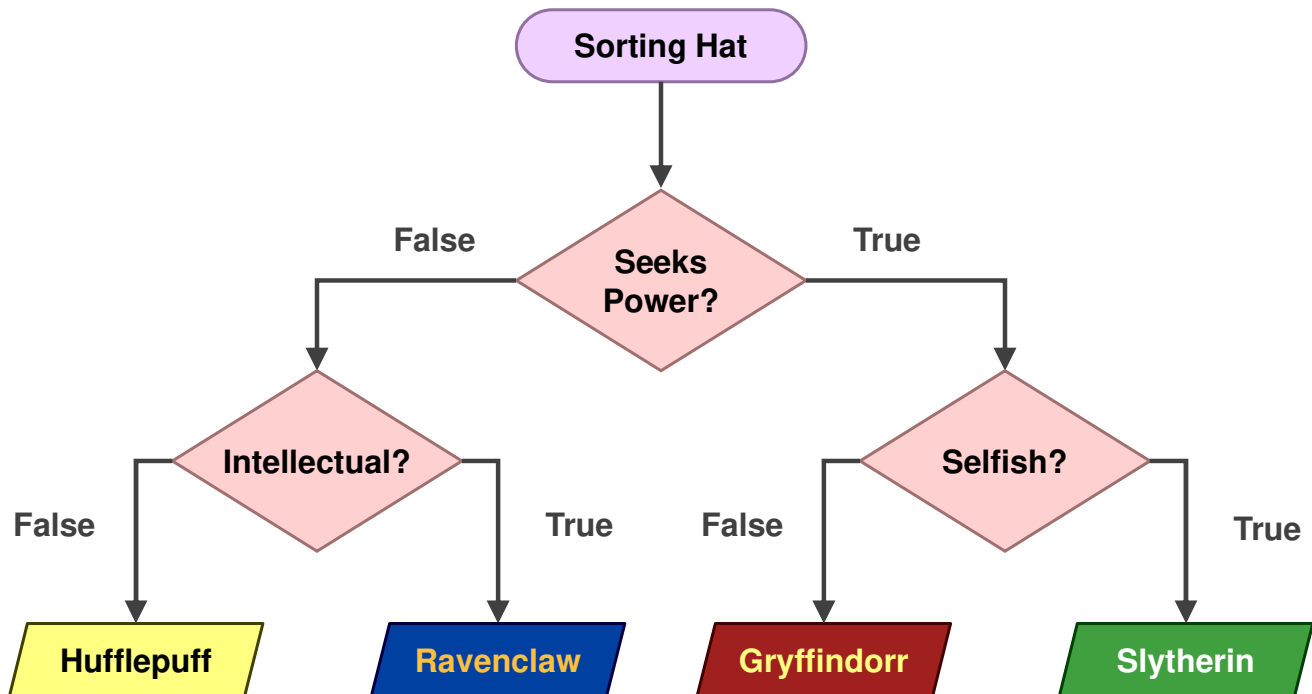 Sorting Hat
False
True
Seeks
Power?
Intellectual?
Selfish?
False
True
False
True
Hufflepuff
Ravenclaw
Gryffindorr
Slytherin